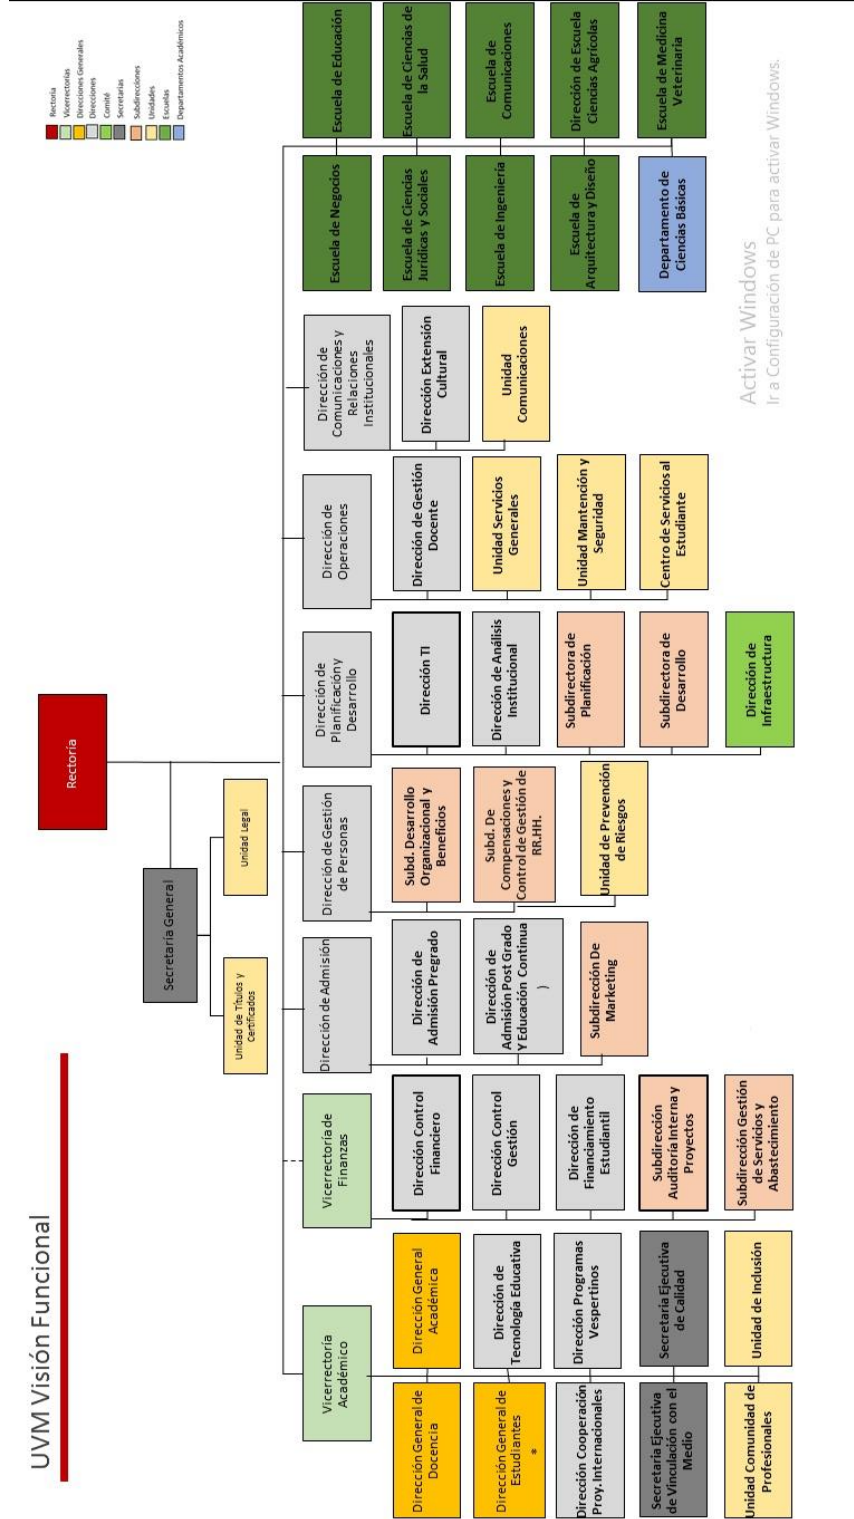 UVM Visión Funcional
Rectoría
Vicerrectorías
Direcciones Generales
Direcciones
Comité
Secretarias
Subdirecciones
Unidades
Escuelas
Departamentos Académicos
Rectoría
Secretaría General
Unidad de Títulos y
Certificados
Unidad Legal
Vicerrectoria
Académico
Dirección General de
Docencia
Dirección General
Académica
Dirección General de
Estudiantes
*
Dirección de
Tecnología Educativa
Dirección Cooperación
Proy. Internacionales
Dirección Programas
Vespertinos
Secretaria Ejecutiva
de Vinculación con el
Medio
Secretaria Ejecutiva
de Calidad
Unidad Comunidad de
Profesionales
Unidad de Inclusión
Vicerrectoría de
Finanzas
Dirección Control
Financiero
Dirección Control
Gestión
Dirección de
Financiamiento
Estudiantil
Subdirección
Auditoría Interna y
Proyectos
Subdirección Gestión
de Servicios y
Abastecimiento
Dirección de Admisión
Dirección de
Admisión Pregrado
Dirección de
Admisión Post Grado
Y Educación Continua
)
Subdirección De
Marketing
Dirección de Gestión
de Personas
Subd. Desarrollo
Organizacional y
Beneficios
Subd. De
Compensaciones y
Control de Gestión de
RR.HH.
Unidad de Prevención
de Riesgos
Dirección de
Planificación y
Desarrollo
Dirección TI
Dirección de Análisis
Institucional
Subdirectora de
Planificación
Subdirectora de
Desarrollo
Dirección de
Infraestructura
Dirección de
Operaciones
Dirección de Gestión
Docente
Unidad Servicios
Generales
Unidad Mantención y
Seguridad
Centro de Servicios al
Estudiante
Dirección de
Comunicaciones y
Relaciones
Institucionales
Dirección Extensión
Cultural
Unidad
Comunicaciones
Escuela de Negocios
Escuela de Educación
Escuela de Ciencias
Jurídicas y Sociales
Escuela de Ciencias de
la Salud
Escuela de Ingeniería
Escuela de
Comunicaciones
Escuela de
Arquitectura y Diseño
Dirección de Escuela
Ciencias Agrícolas
Departamento de
Ciencias Básicas
Escuela de Medicina
Veterinaria
Activar Windows
Ir a Configuración de PC para activar Windows.